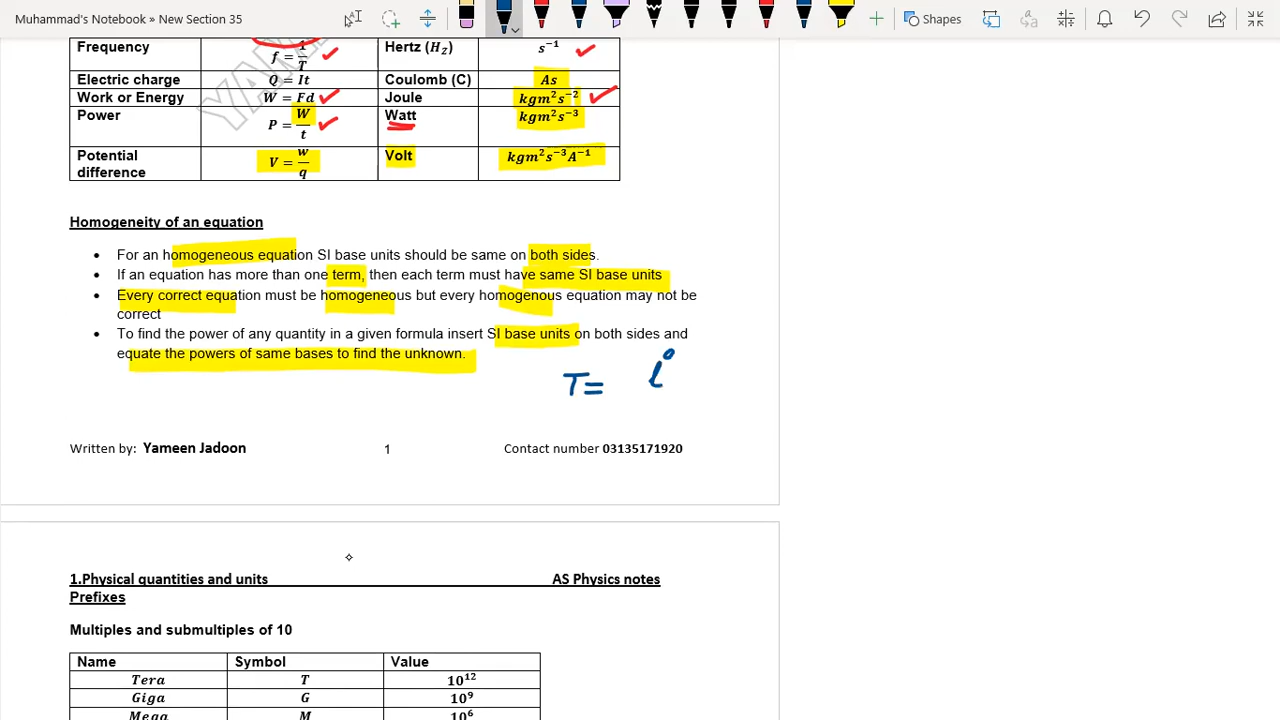 Muhammad's Notebook » New Section 35
Shapes
Frequency f = 1/T Hertz (H_Z) s⁻¹
Electric charge Q = It Coulomb (C) As
Work or Energy W = Fd Joule kgm²s⁻²
Power P = W/t Watt kgm²s⁻³
Potential difference V = w/q Volt kgm²s⁻³A⁻¹
Homogeneity of an equation
• For an homogeneous equation SI base units should be same on both sides.
• If an equation has more than one term, then each term must have same SI base units
• Every correct equation must be homogeneous but every homogenous equation may not be
correct
• To find the power of any quantity in a given formula insert SI base units on both sides and
equate the powers of same bases to find the unknown.
T =
Written by: Yameen Jadoon 1 Contact number 03135171920
1.Physical quantities and units AS Physics notes
Prefixes
Multiples and submultiples of 10
Name Symbol Value
Tera T 10¹²
Giga G 10⁹
Mega M 10⁶